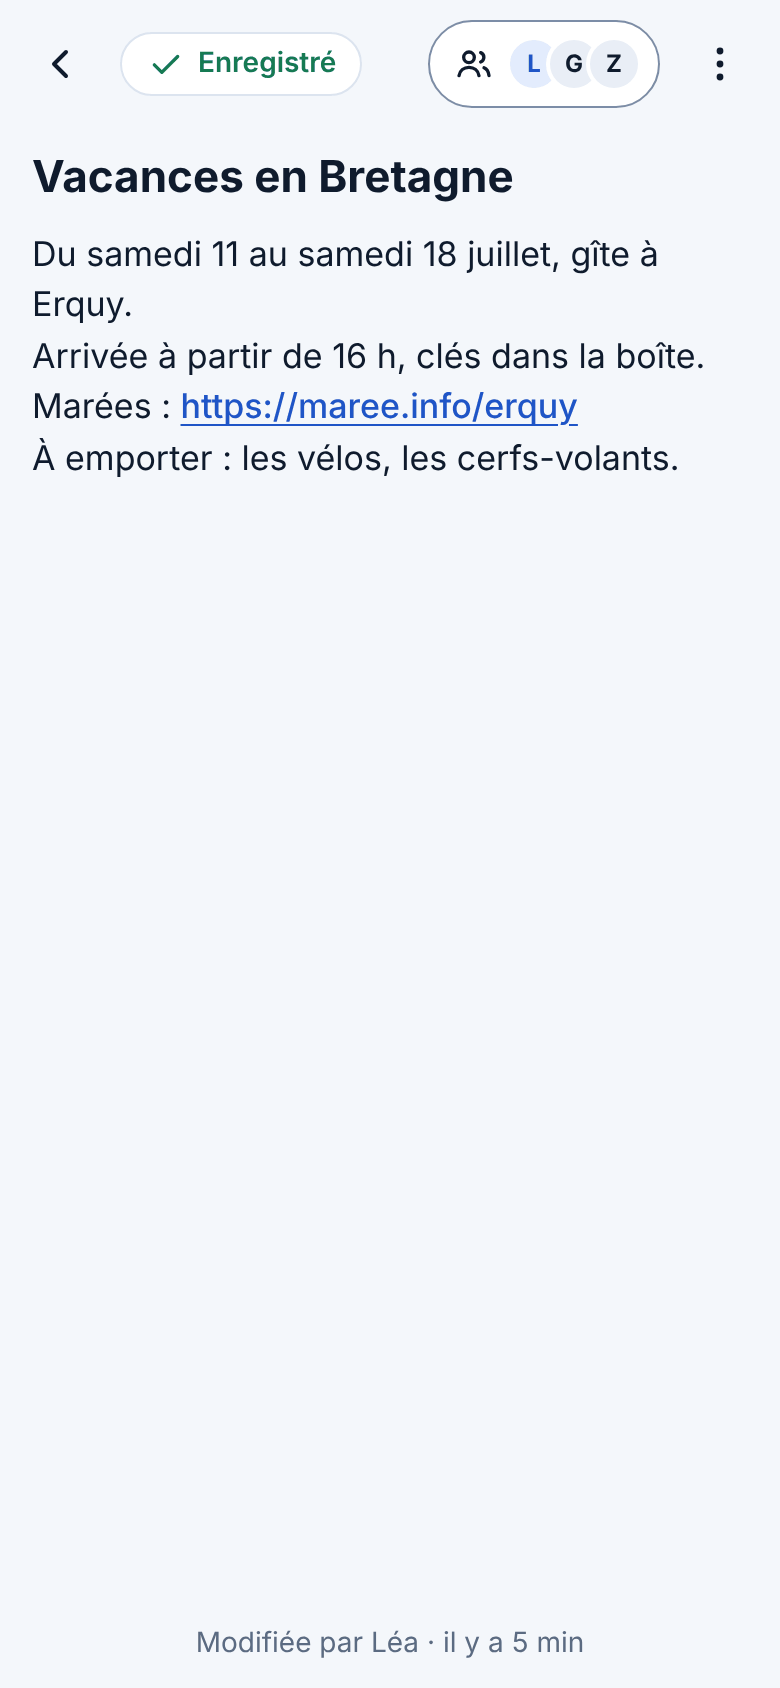 Enregistré
L G Z
Vacances en Bretagne
Du samedi 11 au samedi 18 juillet, gîte à
Erquy.
Arrivée à partir de 16 h, clés dans la boîte.
Marées : https://maree.info/erquy
À emporter : les vélos, les cerfs-volants.
Modifiée par Léa · il y a 5 min